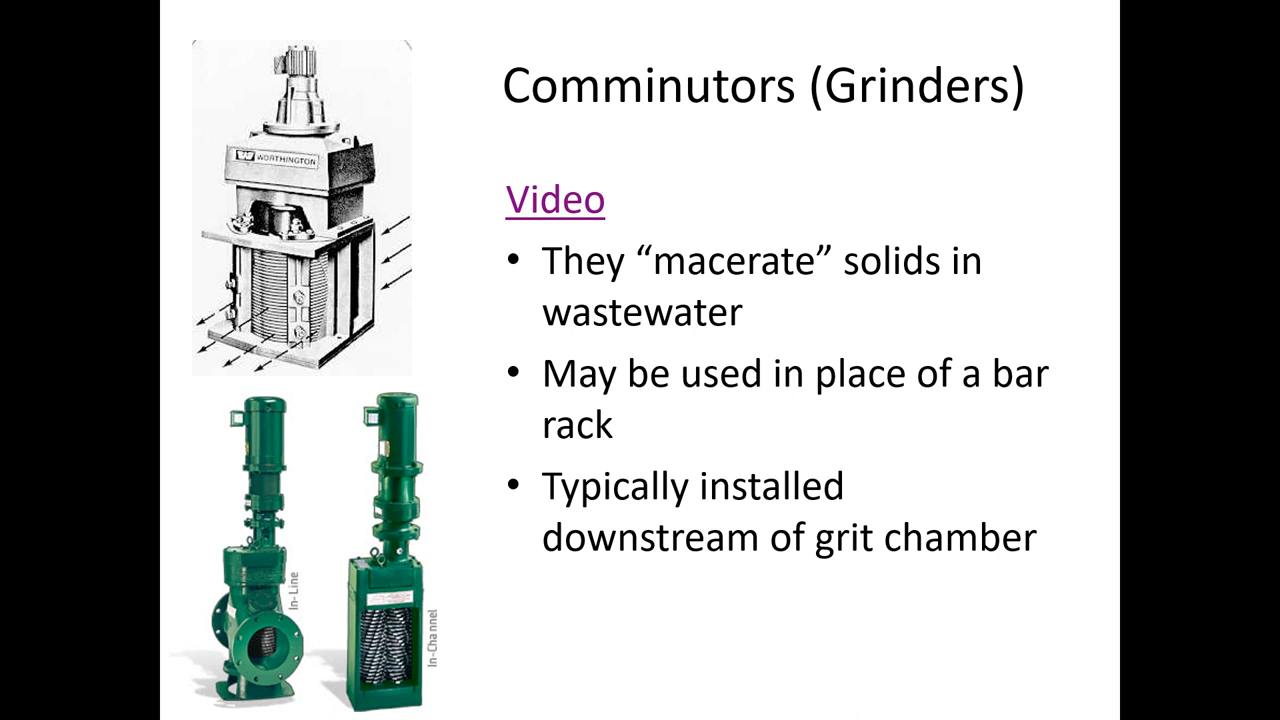 Comminutors (Grinders)
WORTHINGTON
Video
• They “macerate” solids in
wastewater
• May be used in place of a bar
rack
• Typically installed
downstream of grit chamber
In-Line
In-Channel